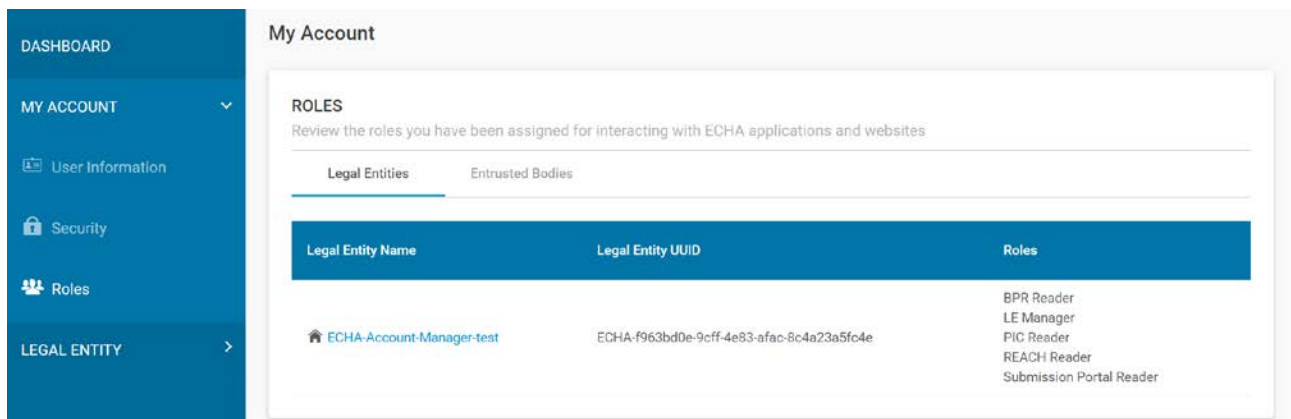 DASHBOARD
MY ACCOUNT
User Information
Security
Roles
LEGAL ENTITY
My Account
ROLES
Review the roles you have been assigned for interacting with ECHA applications and websites
Legal Entities Entrusted Bodies
Legal Entity Name Legal Entity UUID Roles
ECHA-Account-Manager-test ECHA-f963bd0e-9cff-4e83-afac-8c4a23a5fc4e
BPR Reader
LE Manager
PIC Reader
REACH Reader
Submission Portal Reader